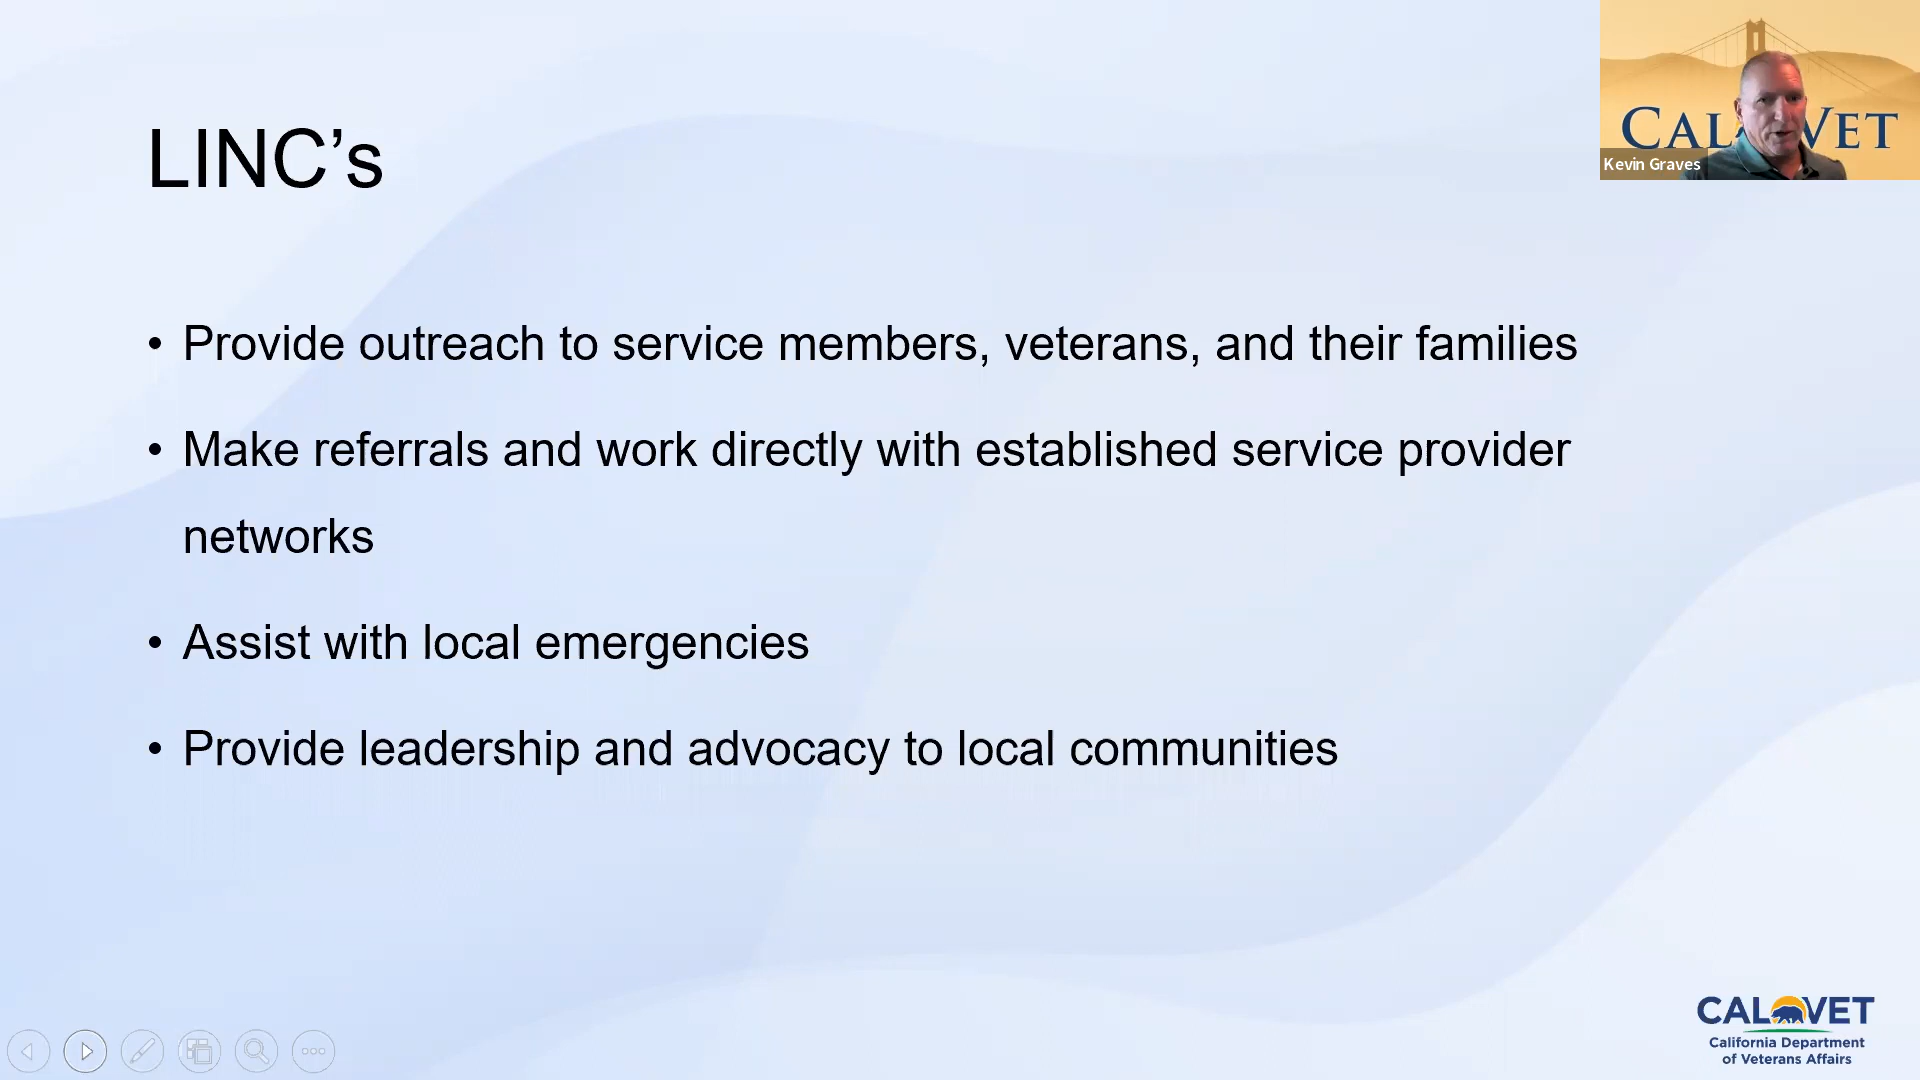 LINC’s
• Provide outreach to service members, veterans, and their families
• Make referrals and work directly with established service provider
networks
• Assist with local emergencies
• Provide leadership and advocacy to local communities
CAL VET
Kevin Graves
CALVET
California Department
of Veterans Affairs